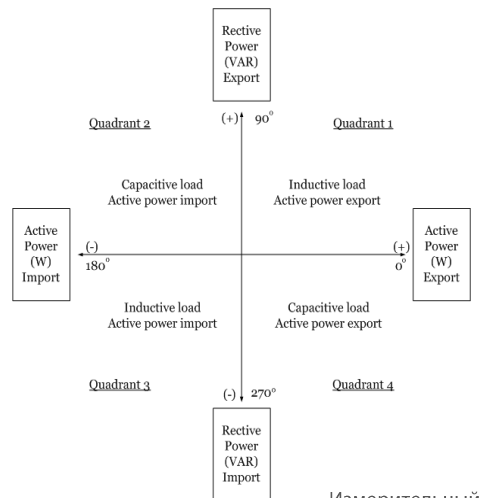 Rective
Power
(VAR)
Export
Quadrant 2
(+)
90°
Quadrant 1
Capacitive load
Active power import
Inductive load
Active power export
Active
Power
(W)
Import
(-)
180°
(+)
0°
Active
Power
(W)
Export
Inductive load
Active power import
Capacitive load
Active power export
Quadrant 3
(-)
270°
Quadrant 4
Rective
Power
(VAR)
Import
Измерительный